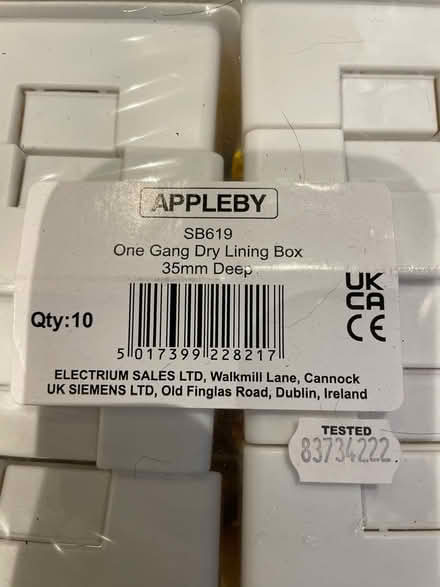 APPLEBY
SB619
One Gang Dry Lining Box
35mm Deep
UK
CA
CE
Qty:10
5 017399 228217
ELECTRIUM SALES LTD, Walkmill Lane, Cannock
UK SIEMENS LTD, Old Finglas Road, Dublin, Ireland
TESTED
83734222